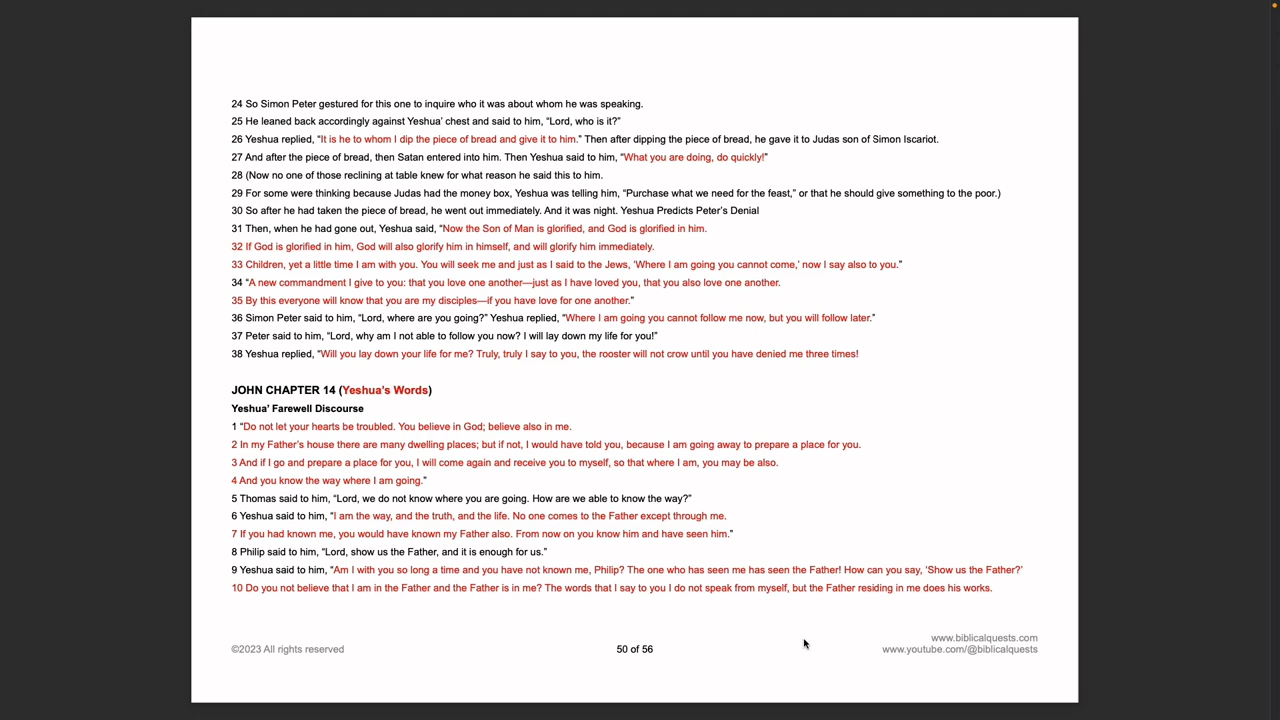 24 So Simon Peter gestured for this one to inquire who it was about whom he was speaking.
25 He leaned back accordingly against Yeshua’ chest and said to him, “Lord, who is it?”
26 Yeshua replied, “It is he to whom I dip the piece of bread and give it to him.” Then after dipping the piece of bread, he gave it to Judas son of Simon Iscariot.
27 And after the piece of bread, then Satan entered into him. Then Yeshua said to him, “What you are doing, do quickly!”
28 (Now no one of those reclining at table knew for what reason he said this to him.
29 For some were thinking because Judas had the money box, Yeshua was telling him, “Purchase what we need for the feast,” or that he should give something to the poor.)
30 So after he had taken the piece of bread, he went out immediately. And it was night. Yeshua Predicts Peter’s Denial
31 Then, when he had gone out, Yeshua said, “Now the Son of Man is glorified, and God is glorified in him.
32 If God is glorified in him, God will also glorify him in himself, and will glorify him immediately.
33 Children, yet a little time I am with you. You will seek me and just as I said to the Jews, ‘Where I am going you cannot come,’ now I say also to you.”
34 “A new commandment I give to you: that you love one another—just as I have loved you, that you also love one another.
35 By this everyone will know that you are my disciples—if you have love for one another.”
36 Simon Peter said to him, “Lord, where are you going?” Yeshua replied, “Where I am going you cannot follow me now, but you will follow later.”
37 Peter said to him, “Lord, why am I not able to follow you now? I will lay down my life for you!”
38 Yeshua replied, “Will you lay down your life for me? Truly, truly I say to you, the rooster will not crow until you have denied me three times!
JOHN CHAPTER 14 (Yeshua’s Words)
Yeshua’ Farewell Discourse
1 “Do not let your hearts be troubled. You believe in God; believe also in me.
2 In my Father’s house there are many dwelling places; but if not, I would have told you, because I am going away to prepare a place for you.
3 And if I go and prepare a place for you, I will come again and receive you to myself, so that where I am, you may be also.
4 And you know the way where I am going.”
5 Thomas said to him, “Lord, we do not know where you are going. How are we able to know the way?”
6 Yeshua said to him, “I am the way, and the truth, and the life. No one comes to the Father except through me.
7 If you had known me, you would have known my Father also. From now on you know him and have seen him.”
8 Philip said to him, “Lord, show us the Father, and it is enough for us.”
9 Yeshua said to him, “Am I with you so long a time and you have not known me, Philip? The one who has seen me has seen the Father! How can you say, ‘Show us the Father?’
10 Do you not believe that I am in the Father and the Father is in me? The words that I say to you I do not speak from myself, but the Father residing in me does his works.
©2023 All rights reserved
50 of 56
www.biblicalquests.com
www.youtube.com/@biblicalquests